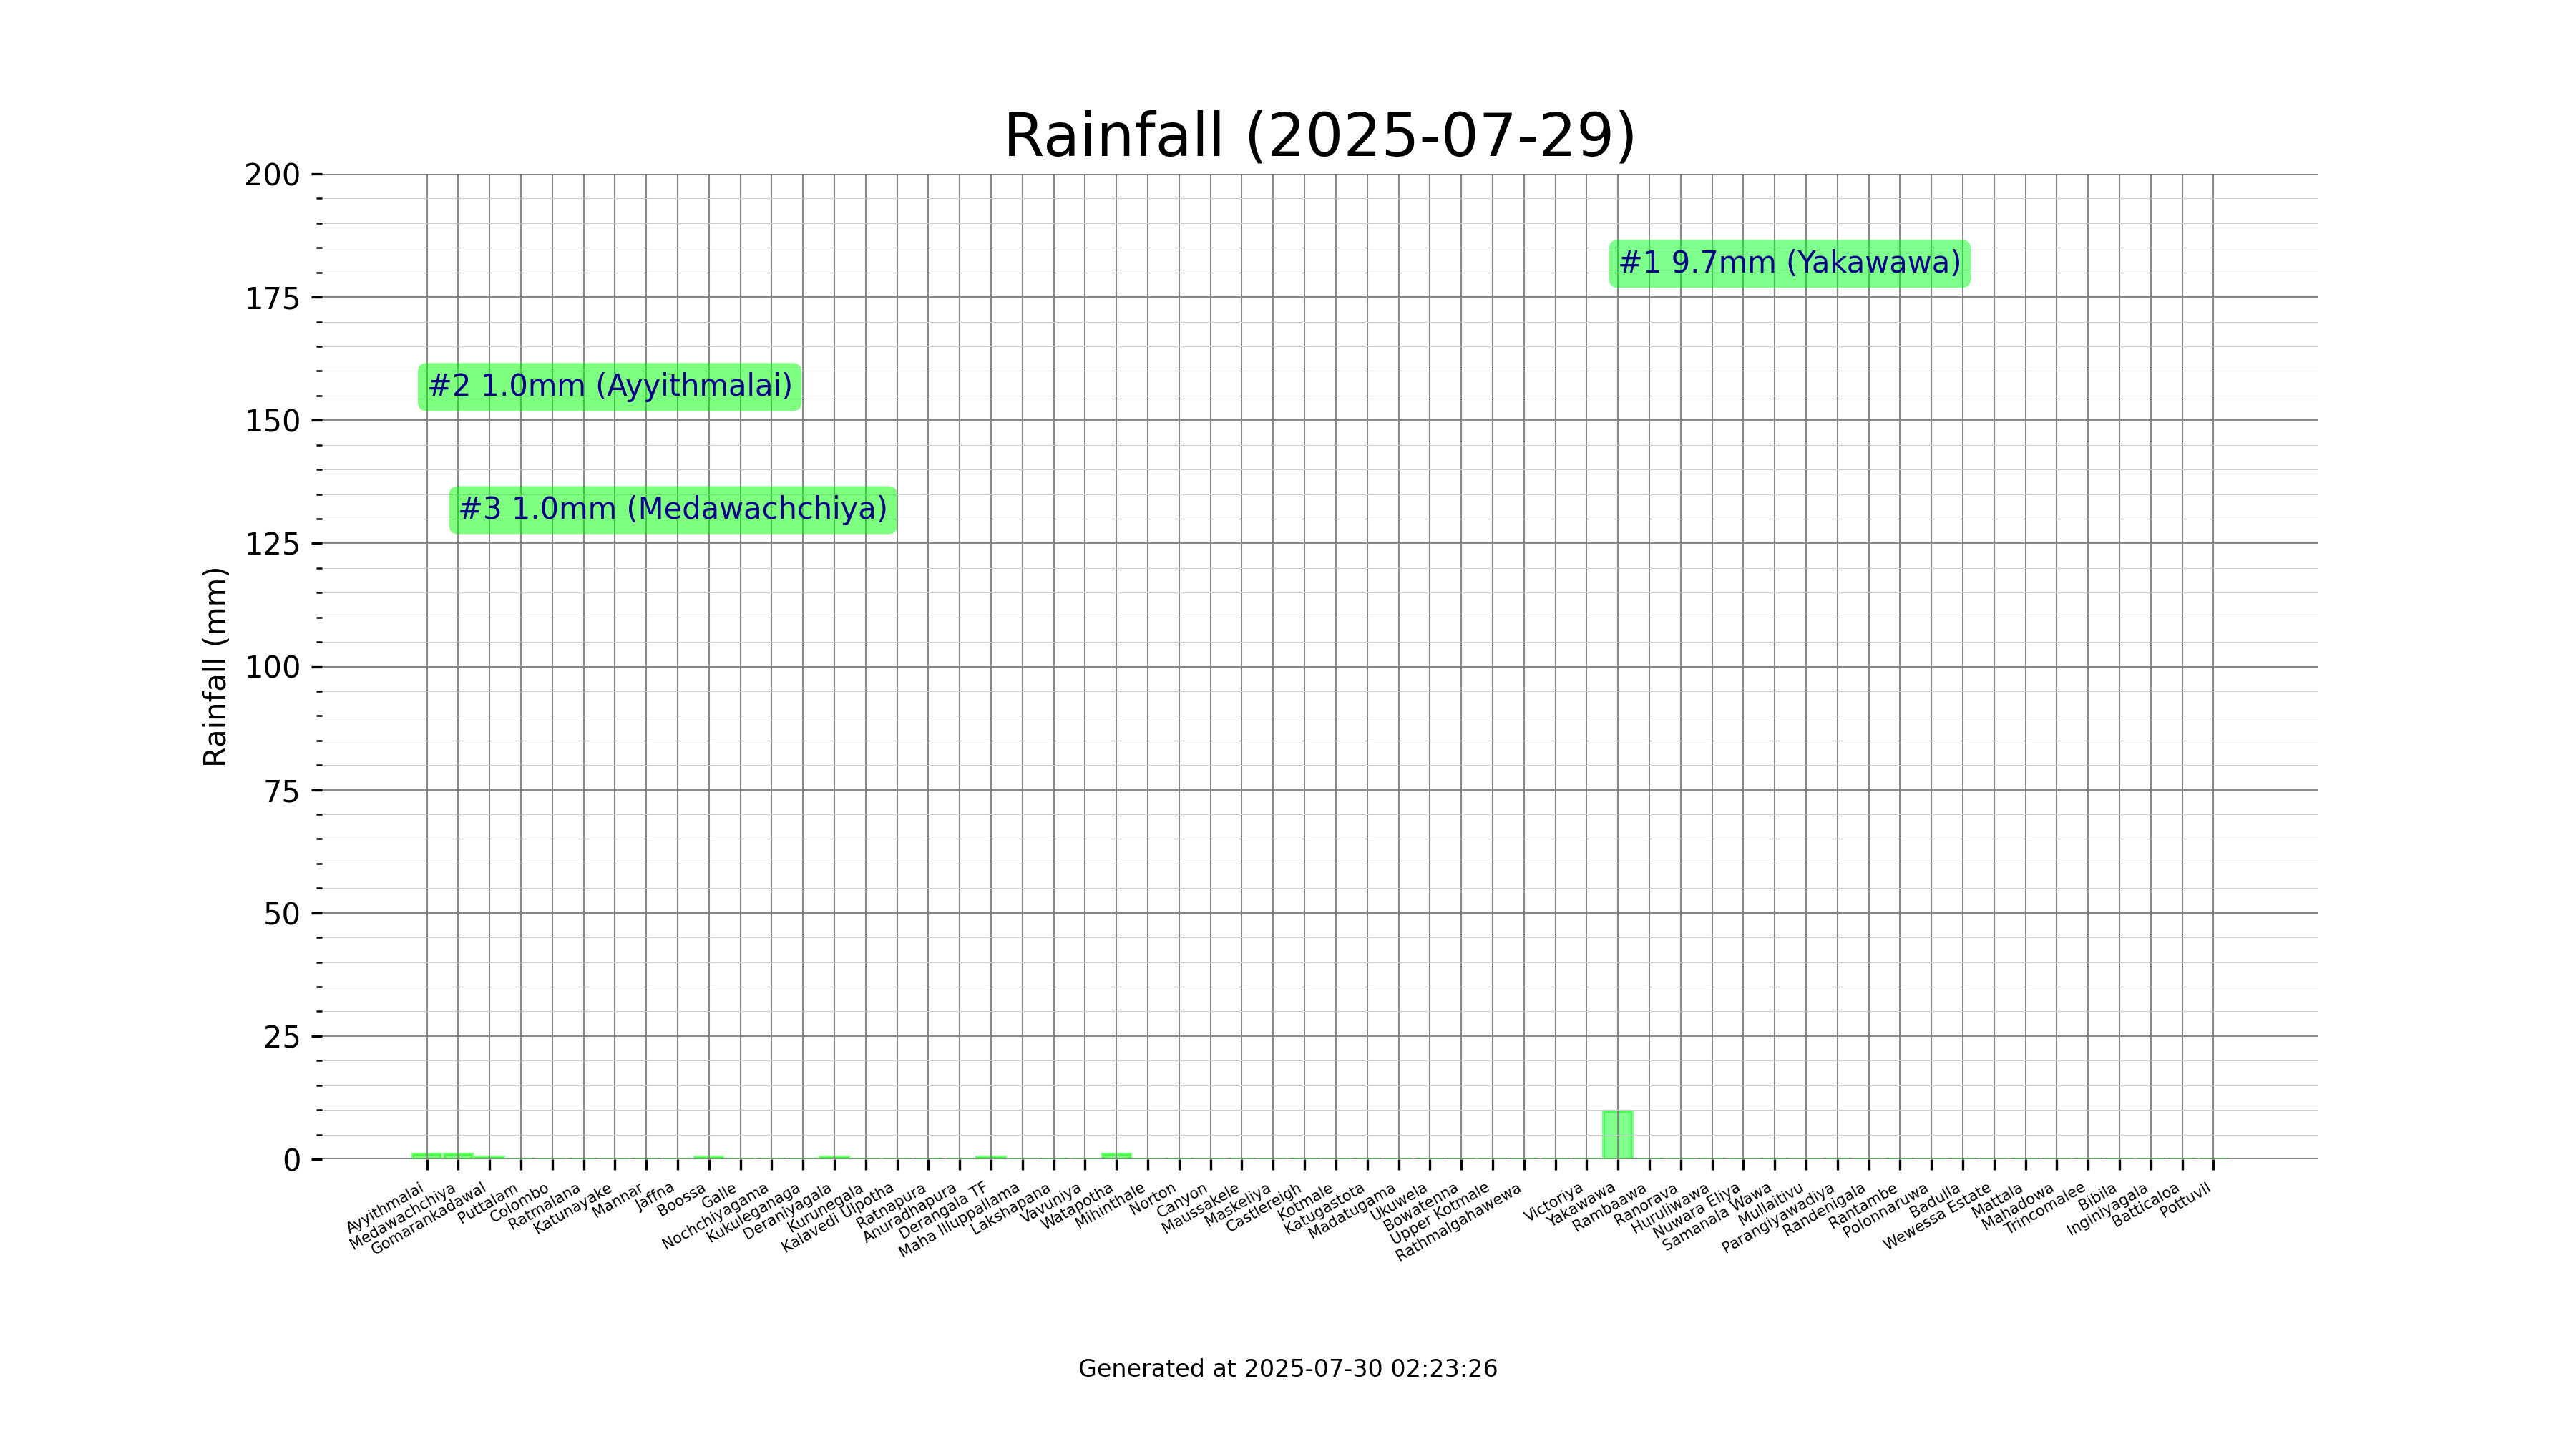 Rainfall (2025-07-29)
200
175
150
125
100
75
50
25
0
Rainfall (mm)
#1 9.7mm (Yakawawa)
#2 1.0mm (Ayyithmalai)
#3 1.0mm (Medawachchiya)
Ayyithmalai
Medawachchiya
Gomarankadawal
Puttalam
Colombo
Ratmalana
Katunayake
Mannar
Jaffna
Boossa
Galle
Nochchiyagama
Kukuleganaga
Deraniyagala
Kurunegala
Kalavedi Ulpotha
Ratnapura
Anuradhapura
Derangala TF
Maha Illuppallama
Lakshapana
Vavuniya
Watapotha
Mihinthale
Norton
Canyon
Maussakele
Maskeliya
Castlereigh
Kotmale
Katugastota
Madatugama
Ukuwela
Bowatenna
Upper Kotmale
Rathmalgahawewa
Victoriya
Yakawawa
Rambaawa
Ranorava
Huruliwawa
Nuwara Eliya
Samanala Wawa
Mullaitivu
Parangiyawadiya
Randenigala
Rantambe
Polonnaruwa
Badulla
Wewessa Estate
Mattala
Mahadowa
Trincomalee
Bibila
Inginiyagala
Batticaloa
Pottuvil
Generated at 2025-07-30 02:23:26